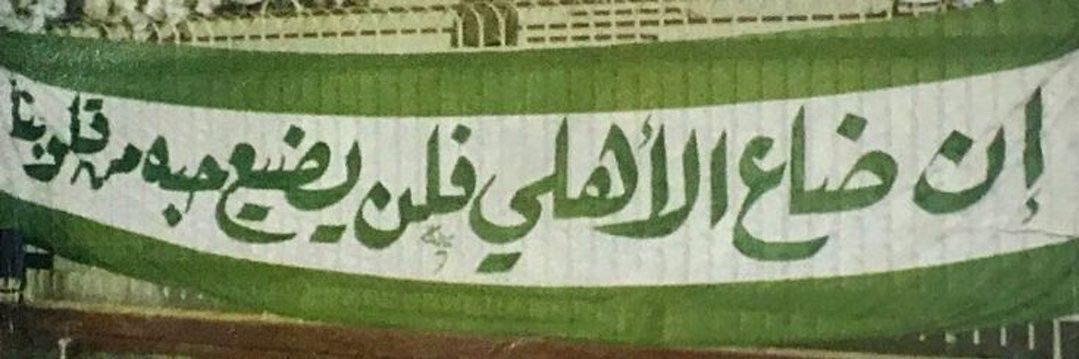 إن ضاع الأهلي فلن يضيع حبه من قلوبنا